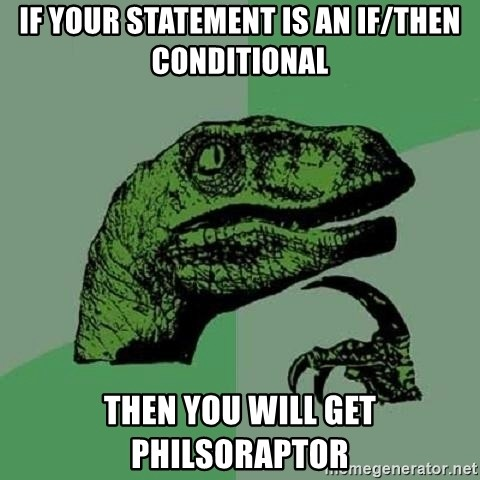 IF YOUR STATEMENT IS AN IF/THEN
CONDITIONAL
THEN YOU WILL GET
PHILSORAPTOR
memegenerator.net